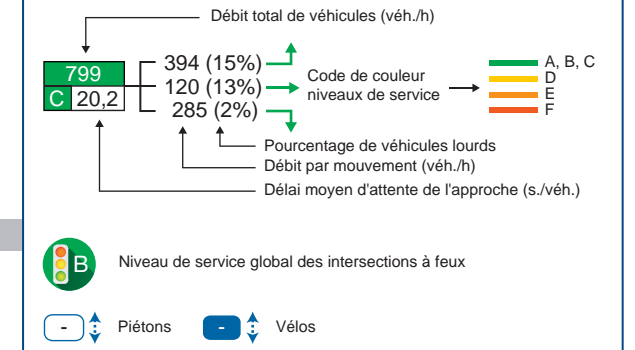 Débit total de véhicules (véh./h)
799
C 20,2
394 (15%)
120 (13%)
285 (2%)
Code de couleur
niveaux de service
A, B, C
D
E
F
Pourcentage de véhicules lourds
Débit par mouvement (véh./h)
Délai moyen d'attente de l'approche (s./véh.)
B Niveau de service global des intersections à feux
- Piétons - Vélos